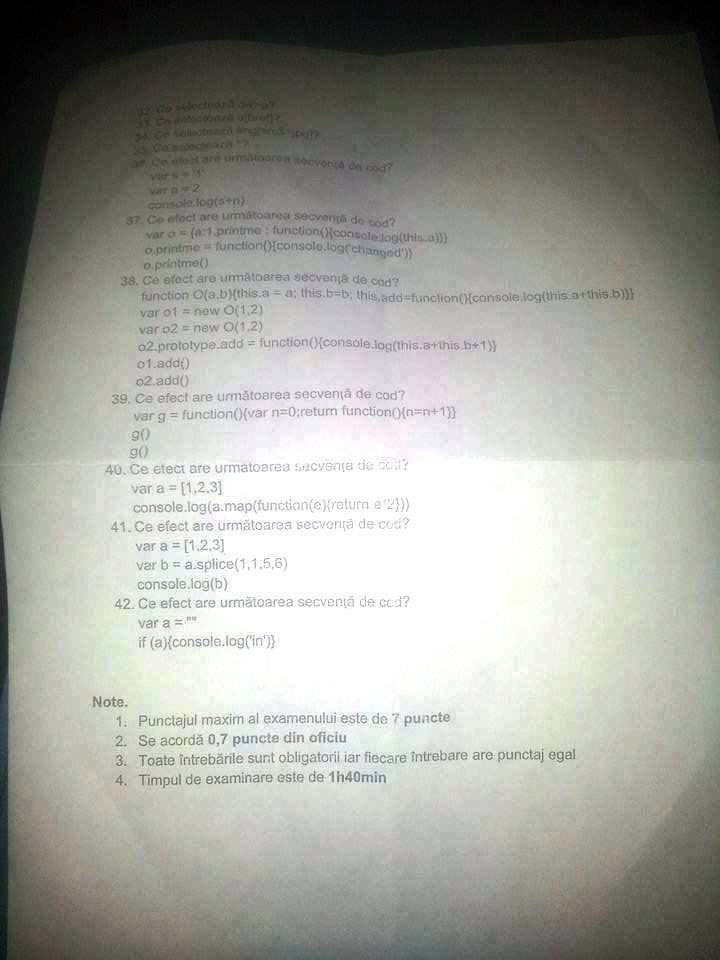 32. Ce selectează div>p?
33. Ce selectează a[href]?
34. Ce selectează
35. Ce selectează *?
36. Ce efect are următoarea secvență de cod?
var s = '1'
var n = 2
console.log(s+n)
37. Ce efect are următoarea secvență de cod?
var o = {a:1,printme : function(){console.log(this.a)}}
o.printme = function(){console.log('changed')}
o.printme()
38. Ce efect are următoarea secvență de cod?
function O(a,b){this.a = a; this.b=b; this.add=function(){console.log(this.a+this.b)}}
var o1 = new O(1,2)
var o2 = new O(1,2)
o2.prototype.add = function(){console.log(this.a+this.b+1)}
o1.add()
o2.add()
39. Ce efect are următoarea secvență de cod?
var g = function(){var n=0;return function(){n=n+1}}
g()
g()
40. Ce efect are următoarea secvență de cod?
var a = [1,2,3]
console.log(a.map(function(e){return e*2}))
41. Ce efect are următoarea secvență de cod?
var a = [1,2,3]
var b = a.splice(1,1,5,6)
console.log(b)
42. Ce efect are următoarea secvență de cod?
var a = ""
if (a){console.log('in')}
Note.
1. Punctajul maxim al examenului este de 7 puncte
2. Se acordă 0,7 puncte din oficiu
3. Toate întrebările sunt obligatorii iar fiecare întrebare are punctaj egal
4. Timpul de examinare este de 1h40min